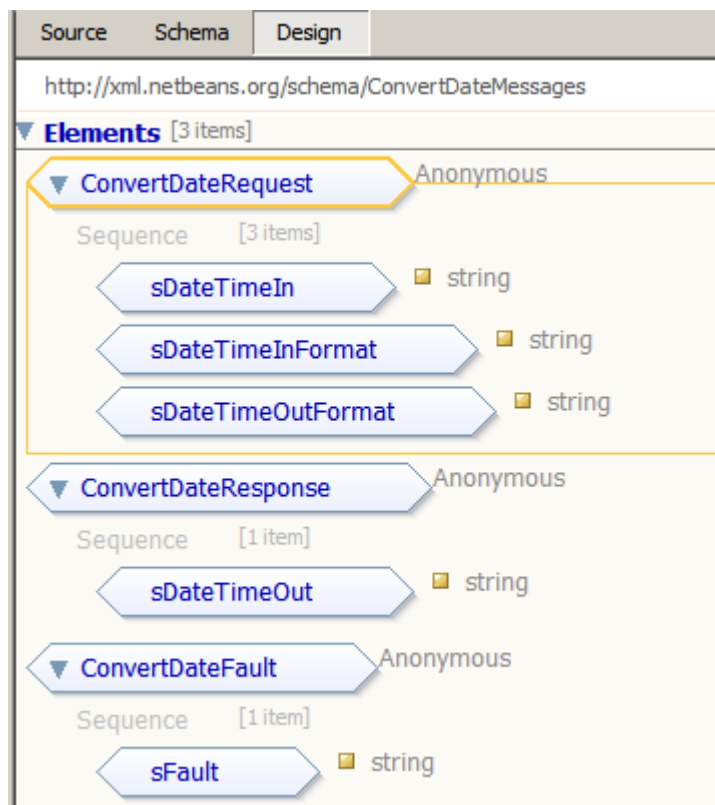 Source Schema Design
http://xml.netbeans.org/schema/ConvertDateMessages
Elements [3 items]
ConvertDateRequest Anonymous
Sequence [3 items]
sDateTimeIn string
sDateTimeInFormat string
sDateTimeOutFormat string
ConvertDateResponse Anonymous
Sequence [1 item]
sDateTimeOut string
ConvertDateFault Anonymous
Sequence [1 item]
sFault string